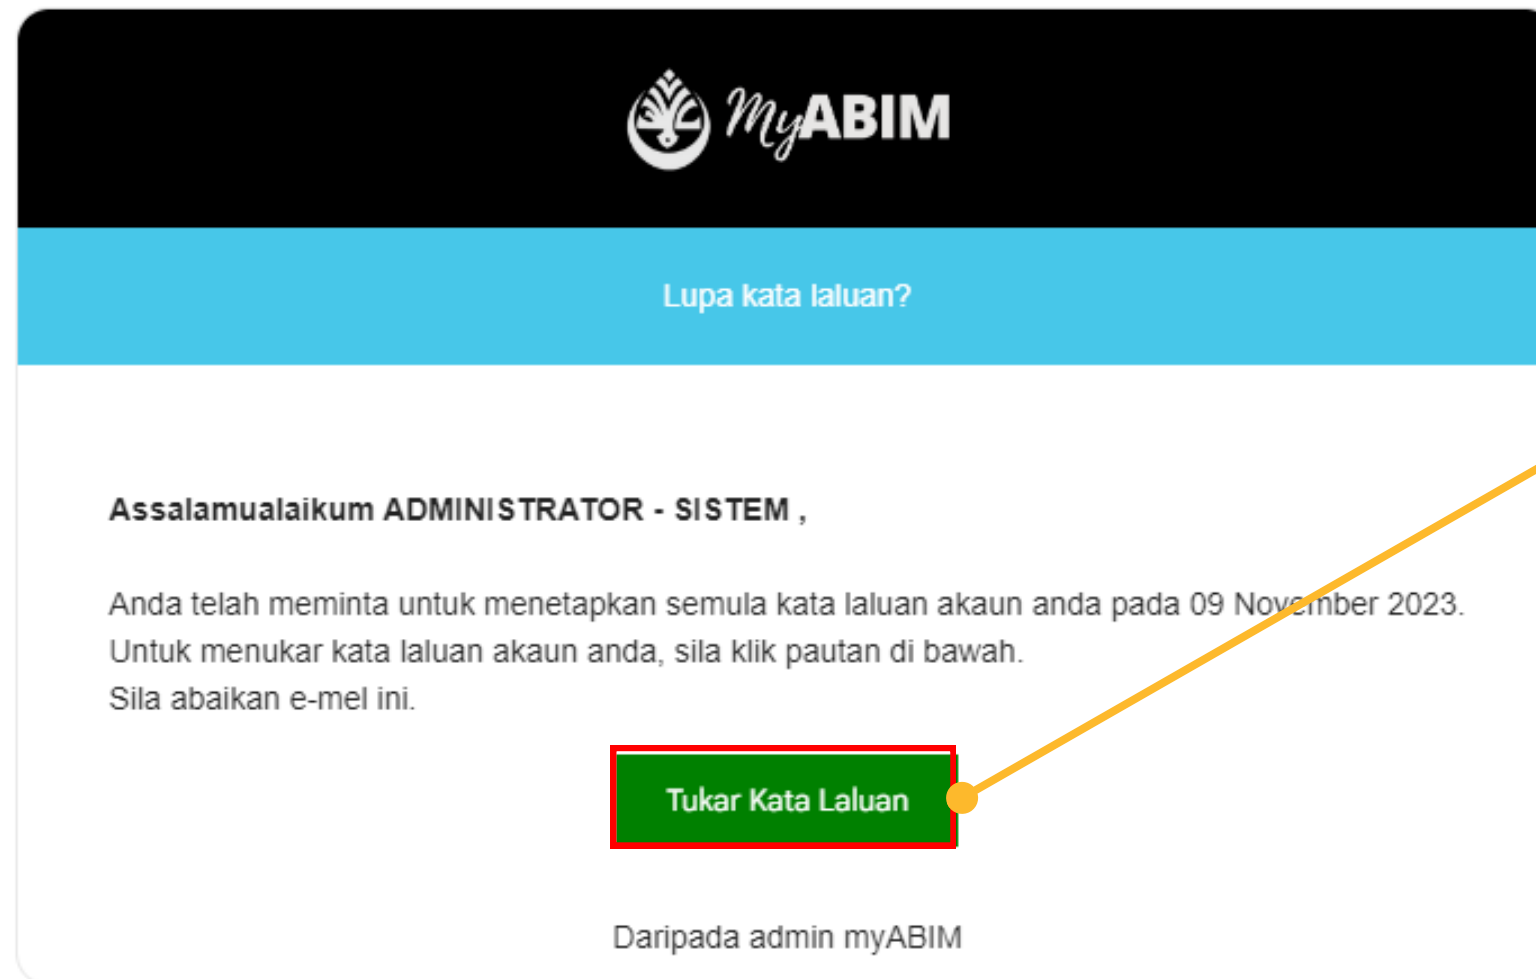 MyABIM
Lupa kata laluan?
Assalamualaikum ADMINISTRATOR - SISTEM ,
Anda telah meminta untuk menetapkan semula kata laluan akaun anda pada 09 November 2023.
Untuk menukar kata laluan akaun anda, sila klik pautan di bawah.
Sila abaikan e-mel ini.
Tukar Kata Laluan
Daripada admin myABIM